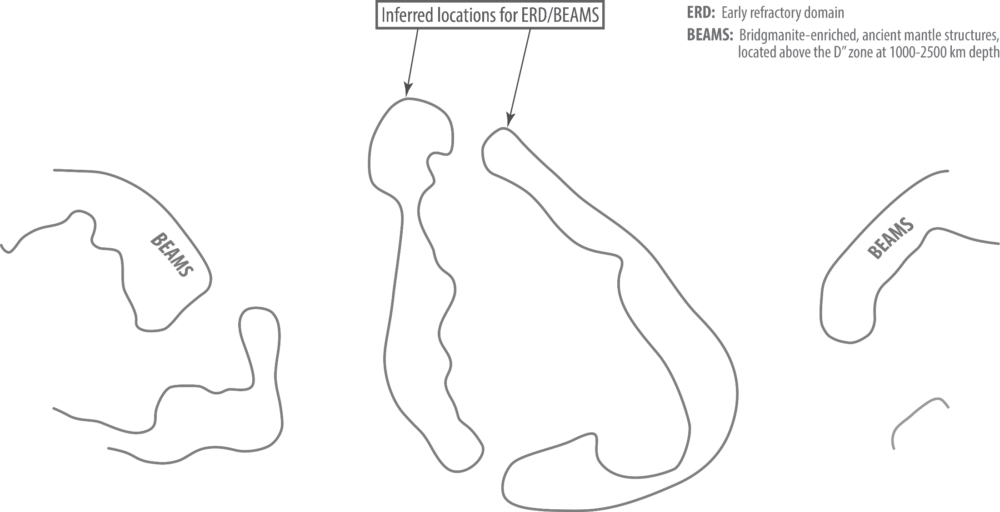 Inferred locations for ERD/BEAMS
ERD: Early refractory domain
BEAMS: Bridgmanite-enriched, ancient mantle structures,
located above the D″ zone at 1000-2500 km depth
BEAMS
BEAMS